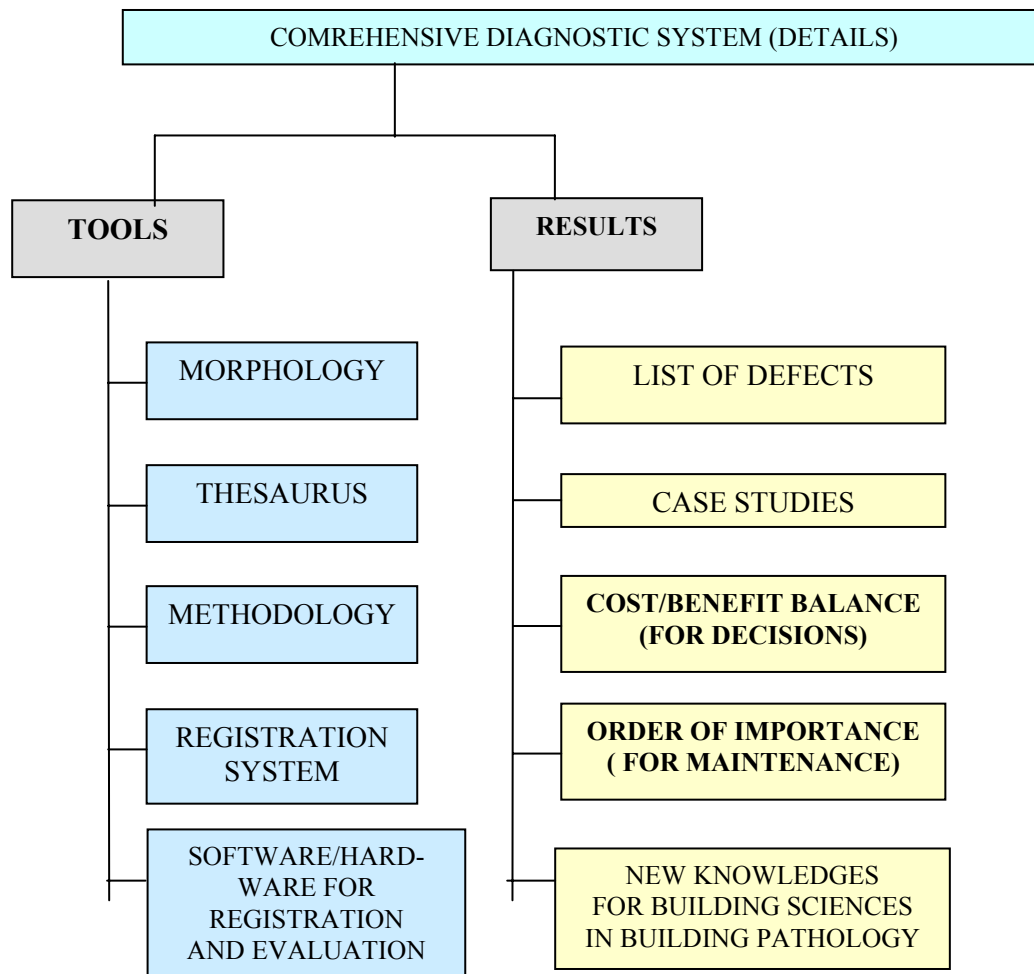 COMREHENSIVE DIAGNOSTIC SYSTEM (DETAILS)
TOOLS
RESULTS
MORPHOLOGY
THESAURUS
METHODOLOGY
REGISTRATION
SYSTEM
SOFTWARE/HARD-
WARE FOR
REGISTRATION
AND EVALUATION
LIST OF DEFECTS
CASE STUDIES
COST/BENEFIT BALANCE
(FOR DECISIONS)
ORDER OF IMPORTANCE
( FOR MAINTENANCE)
NEW KNOWLEDGES
FOR BUILDING SCIENCES
IN BUILDING PATHOLOGY